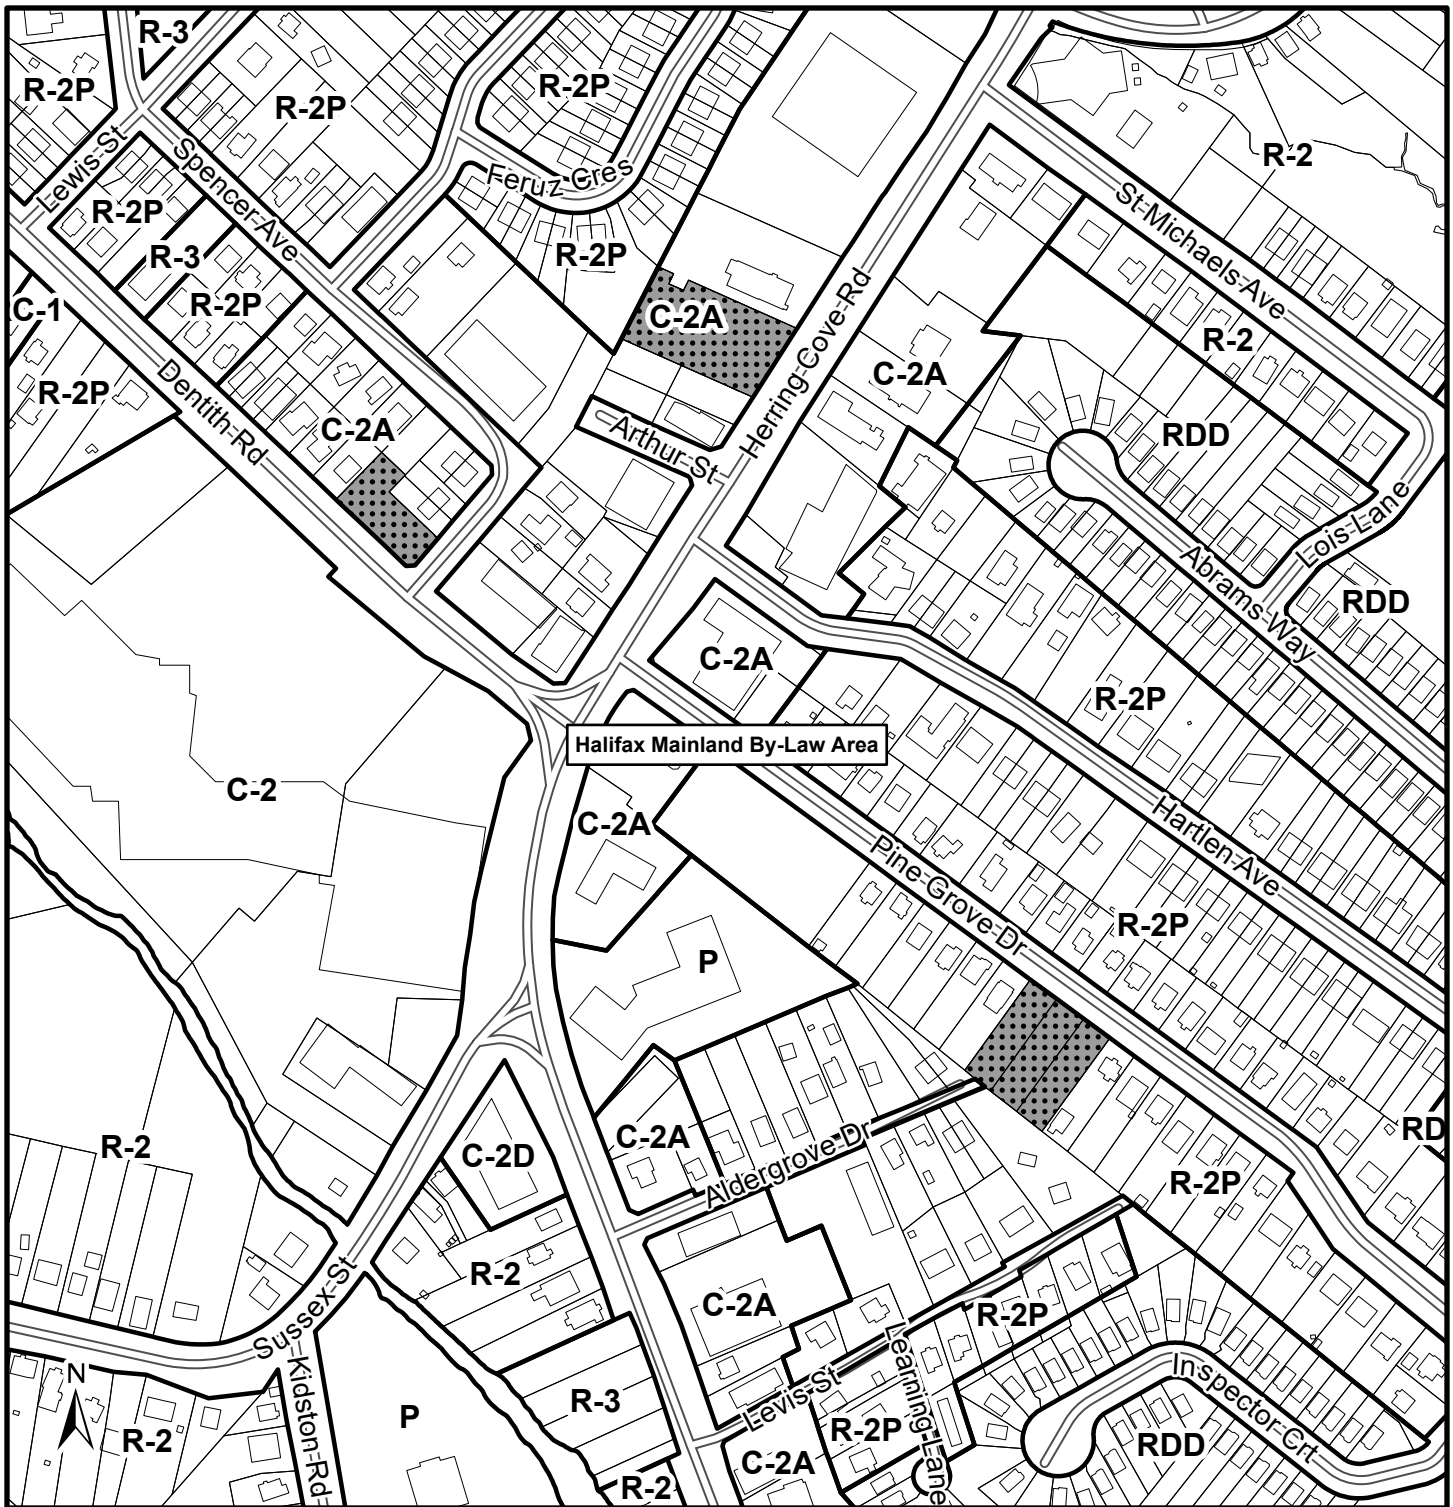 R-3
R-2P
R-2P
R-2P
Lewis St
Spencer Ave
Feruz Cres
R-2
R-2P
R-3
R-2P
R-2P
St Michaels Ave
C-1
C-2A
Herring Cove Rd
R-2
R-2P
Dentith Rd
C-2A
C-2A
Arthur St
RDD
Lois Lane
Abrams Way
RDD
C-2A
R-2P
Halifax Mainland By-Law Area
C-2
C-2A
Pine Grove Dr
Hartlen Ave
R-2P
P
RD
R-2
C-2D
C-2A
Aldergrove Dr
R-2P
R-2
C-2A
R-2P
Sussex St
Kidston Rd
N
Learning Lane
Inspector Crt
R-3
Levis St
P
R-2
R-2P
RDD
C-2A
R-2